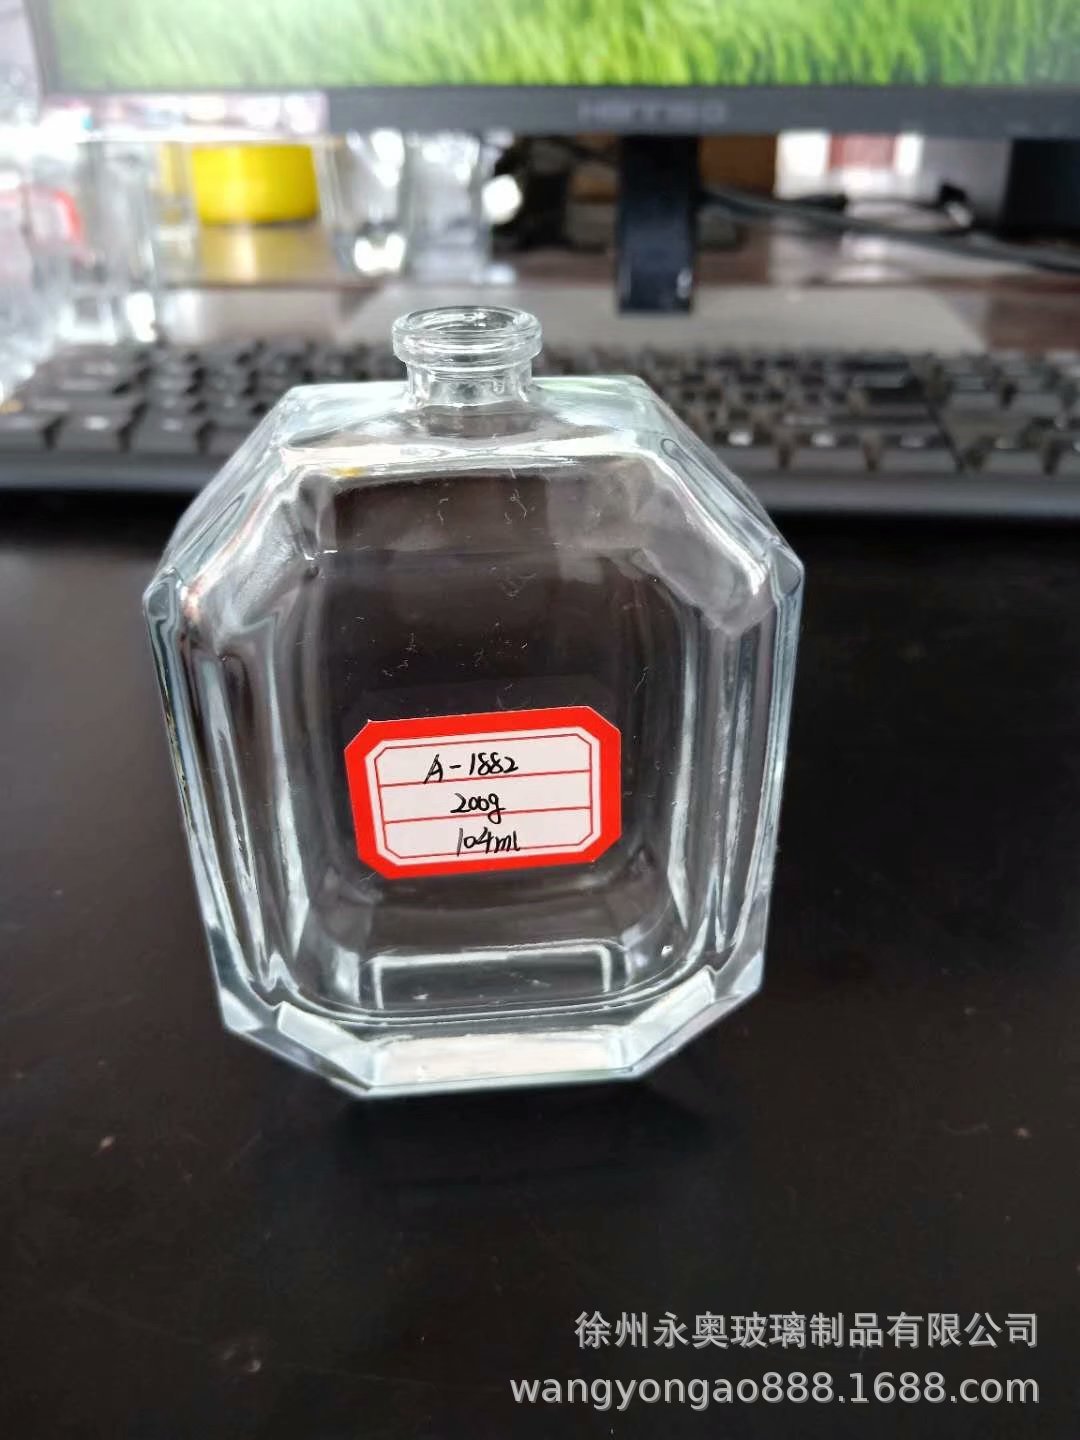 A-1882
200g
104ml
徐州永奥玻璃制品有限公司
wangyongao888.1688.com